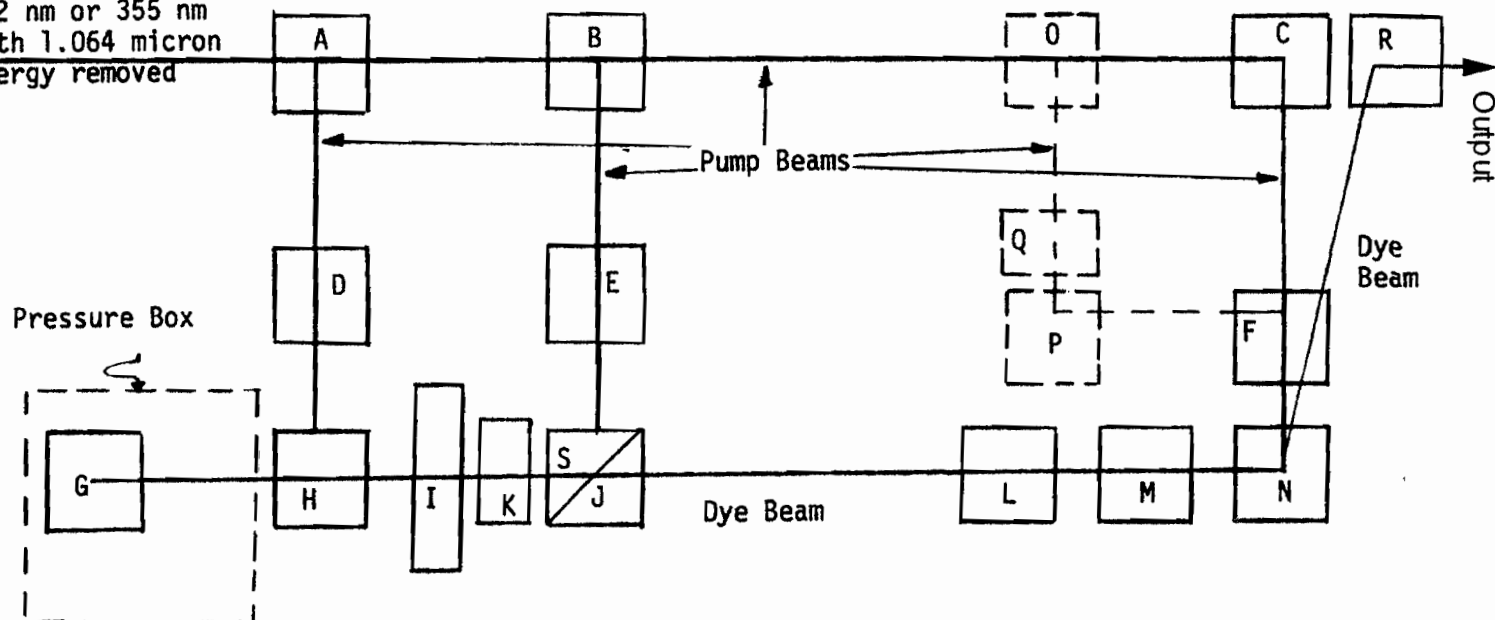 2 nm or 355 nm
th 1.064 micron
ergy removed
A
B
O
C
R
Output
Pump Beams
D
E
Q
Dye
Beam
Pressure Box
P
F
G
H
I
K
S
J
Dye Beam
L
M
N